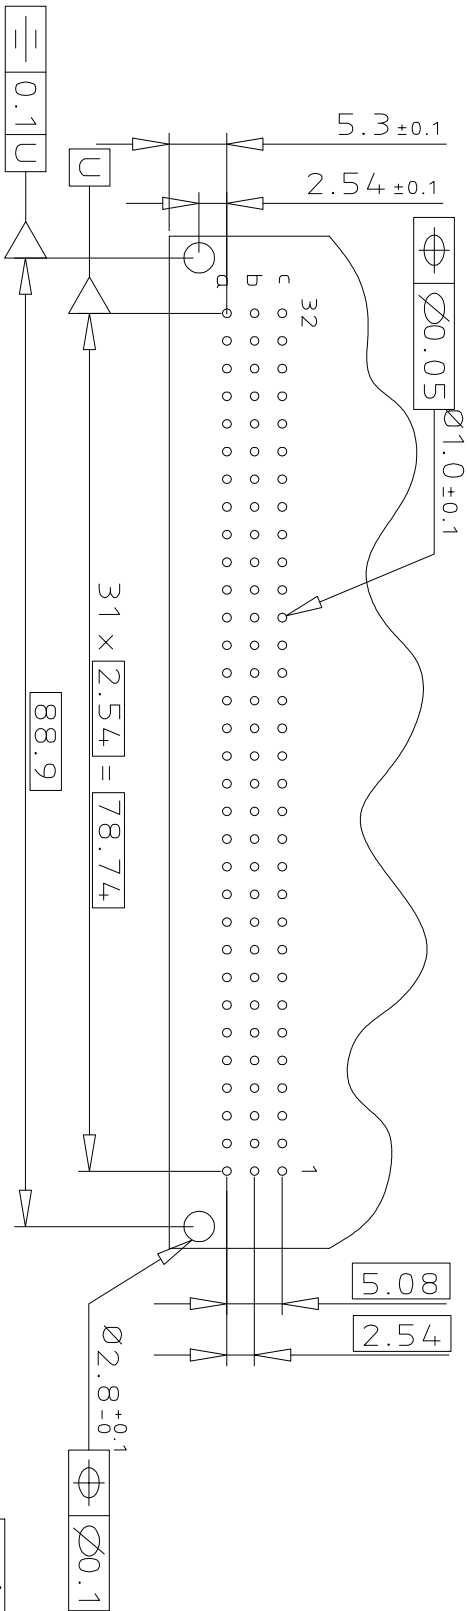 ⌯ 0.1 U
U
5.3 ±0.1
2.54 ±0.1
⌖ Ø0.05
Ø1.0 ±0.1
a b c
32
1
31 × 2.54 = 78.74
88.9
5.08
2.54
Ø2.8 +0.1 -0
⌖ Ø0.1